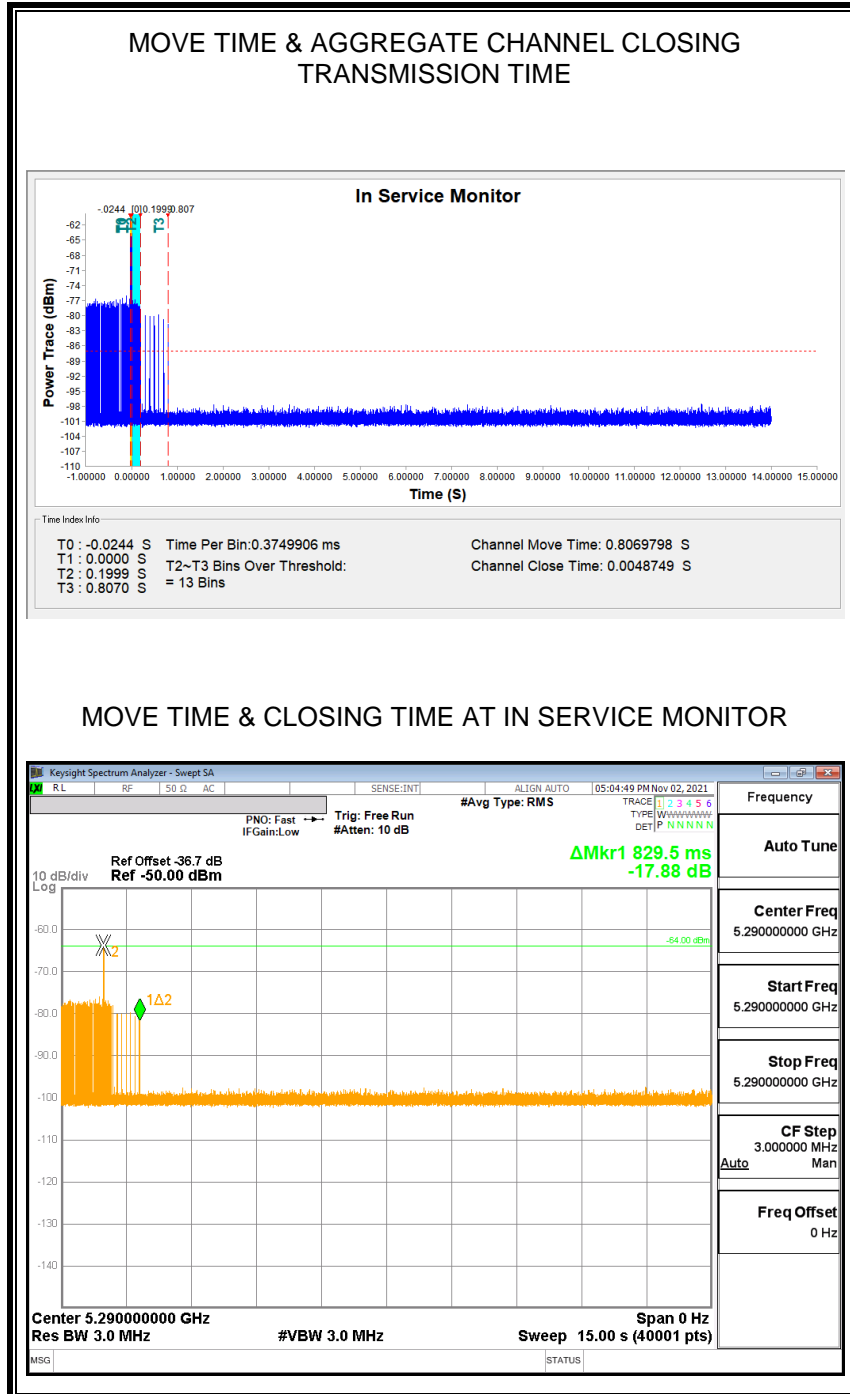 MOVE TIME & AGGREGATE CHANNEL CLOSING
TRANSMISSION TIME
In Service Monitor
-.0244 [0]0.1999 0.807
T2
T3
-62
-65
-68
-71
-74
-77
-80
-83
-86
-89
-92
-95
-98
-101
-104
-107
-110
Power Trace (dBm)
-1.00000 0.00000 1.00000 2.00000 3.00000 4.00000 5.00000 6.00000 7.00000 8.00000 9.00000 10.00000 11.00000 12.00000 13.00000 14.00000 15.00000
Time (S)
Time Index Info
T0 : -0.0244 S
T1 : 0.0000 S
T2 : 0.1999 S
T3 : 0.8070 S
Time Per Bin:0.3749906 ms
T2~T3 Bins Over Threshold:
= 13 Bins
Channel Move Time: 0.8069798 S
Channel Close Time: 0.0048749 S
MOVE TIME & CLOSING TIME AT IN SERVICE MONITOR
Keysight Spectrum Analyzer - Swept SA
LXI RL RF 50 Ω AC SENSE:INT ALIGN AUTO 05:04:49 PM Nov 02, 2021
PNO: Fast
IFGain:Low
Trig: Free Run
#Atten: 10 dB
#Avg Type: RMS
TRACE 1 2 3 4 5 6
TYPE WWWWWW
DET P N N N N N
Ref Offset -36.7 dB
Ref -50.00 dBm
10 dB/div
Log
ΔMkr1 829.5 ms
-17.88 dB
-60.0
-70.0
-80.0
-90.0
-100
-110
-120
-130
-140
-64.00 dBm
2
1Δ2
Center 5.290000000 GHz
Res BW 3.0 MHz
#VBW 3.0 MHz
Span 0 Hz
Sweep 15.00 s (40001 pts)
MSG
STATUS
Frequency
Auto Tune
Center Freq
5.290000000 GHz
Start Freq
5.290000000 GHz
Stop Freq
5.290000000 GHz
CF Step
3.000000 MHz
Auto Man
Freq Offset
0 Hz